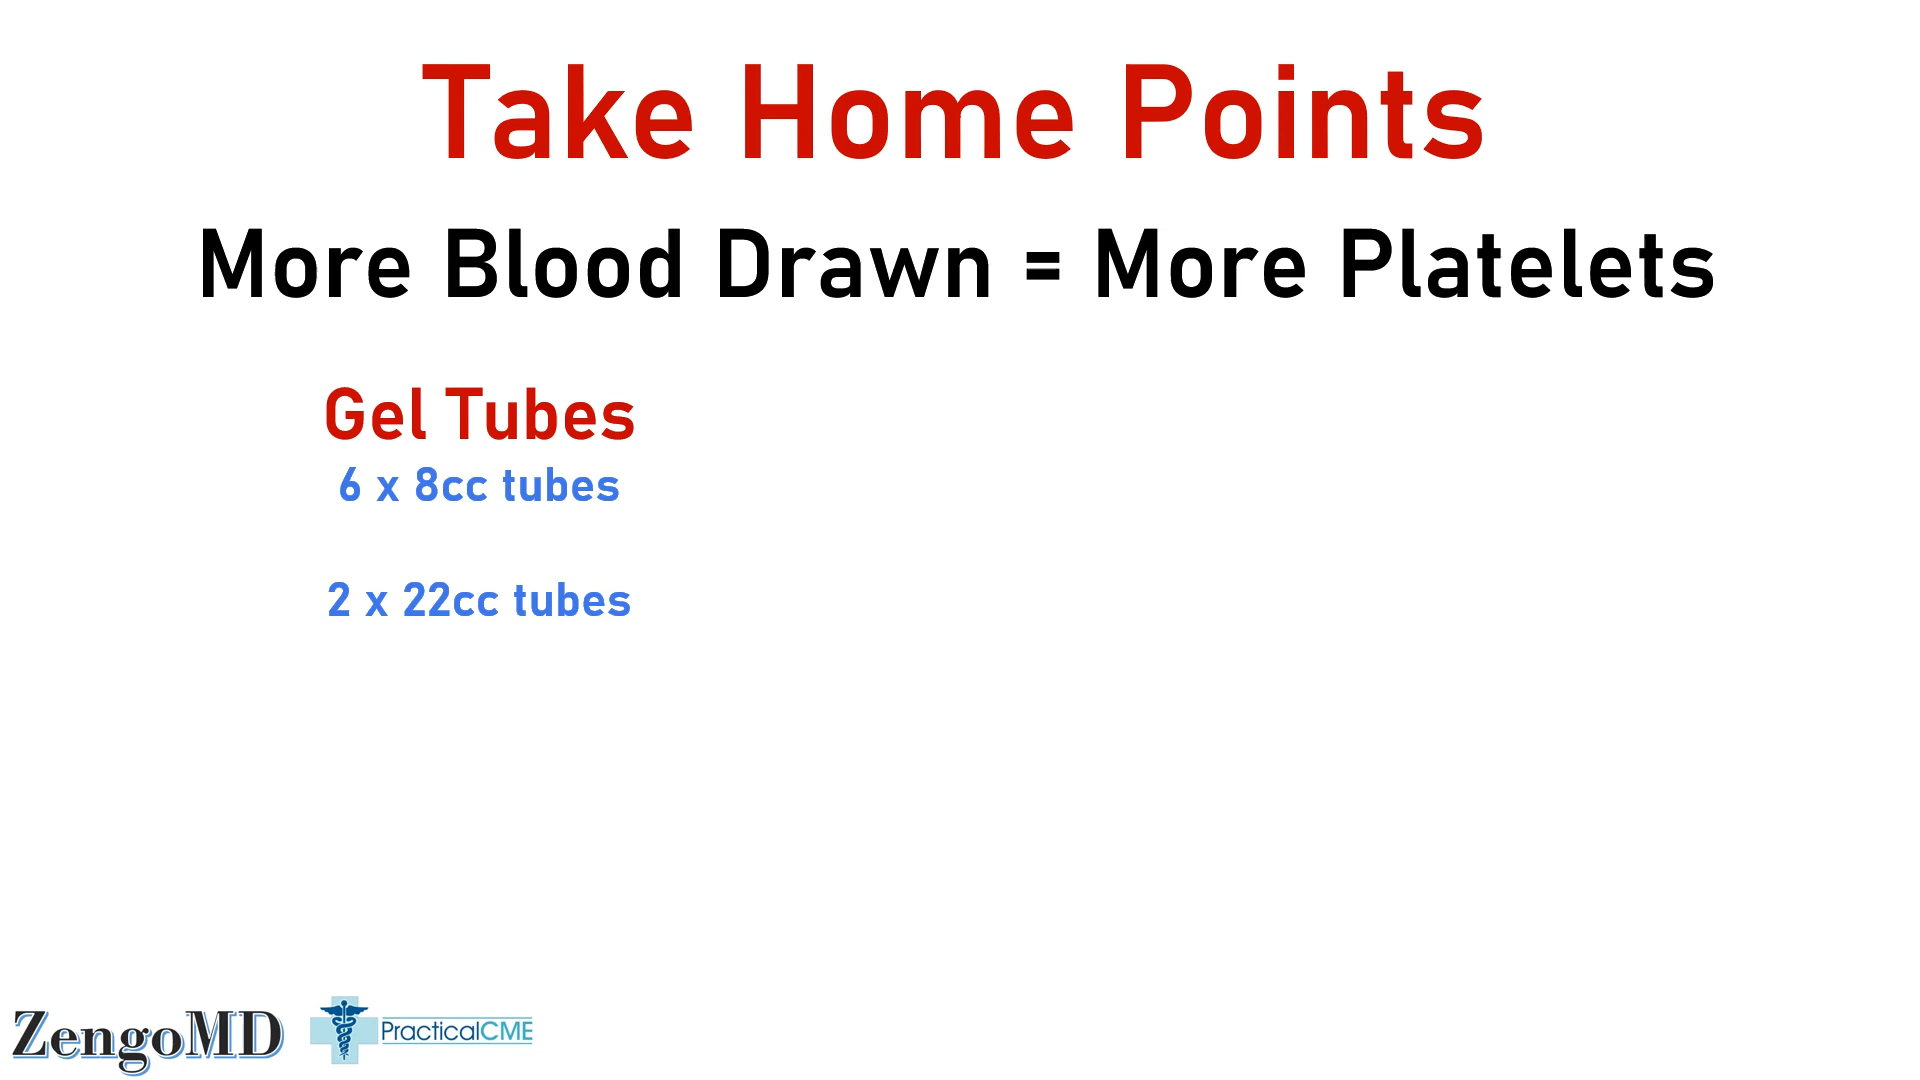 Take Home Points
More Blood Drawn = More Platelets
Gel Tubes
6 x 8cc tubes
2 x 22cc tubes
ZengoMD
PracticalCME